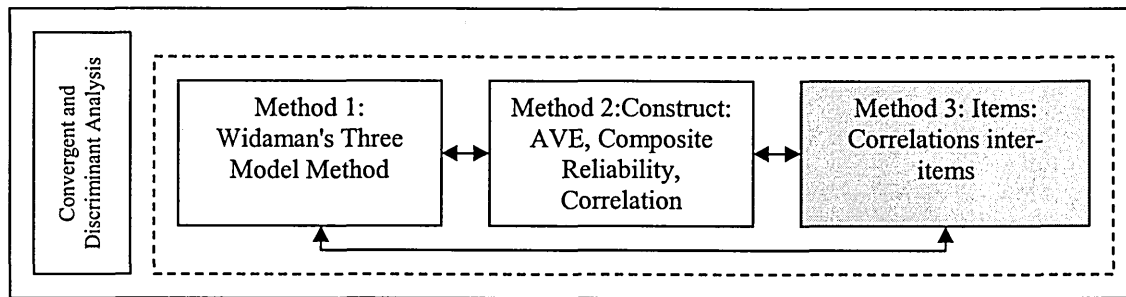 Convergent and
Discriminant Analysis
Method 1:
Widaman's Three
Model Method
Method 2:Construct:
AVE, Composite
Reliability,
Correlation
Method 3: Items:
Correlations inter-
items